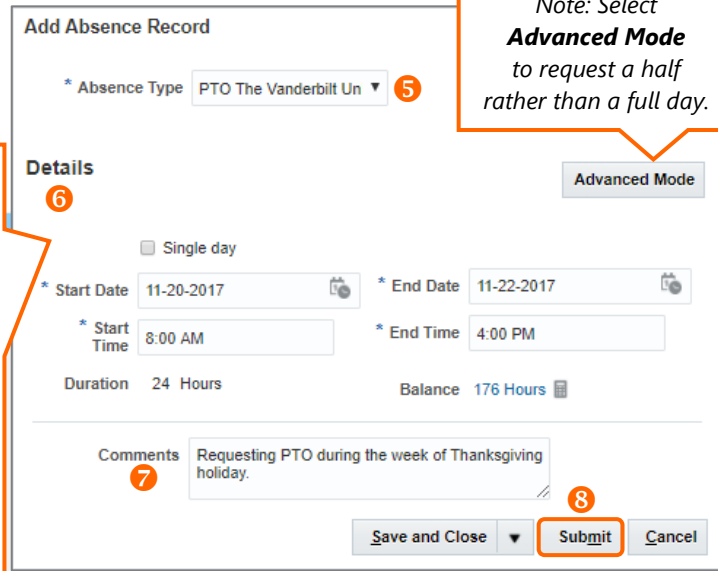 Note: Select
Advanced Mode
to request a half
rather than a full day.
Add Absence Record
* Absence Type PTO The Vanderbilt Un 5
Details
6
Advanced Mode
Single day
* Start Date 11-20-2017 * End Date 11-22-2017
* Start Time 8:00 AM * End Time 4:00 PM
Duration 24 Hours Balance 176 Hours
Comments Requesting PTO during the week of Thanksgiving
holiday.
7
8
Save and Close Submit Cancel